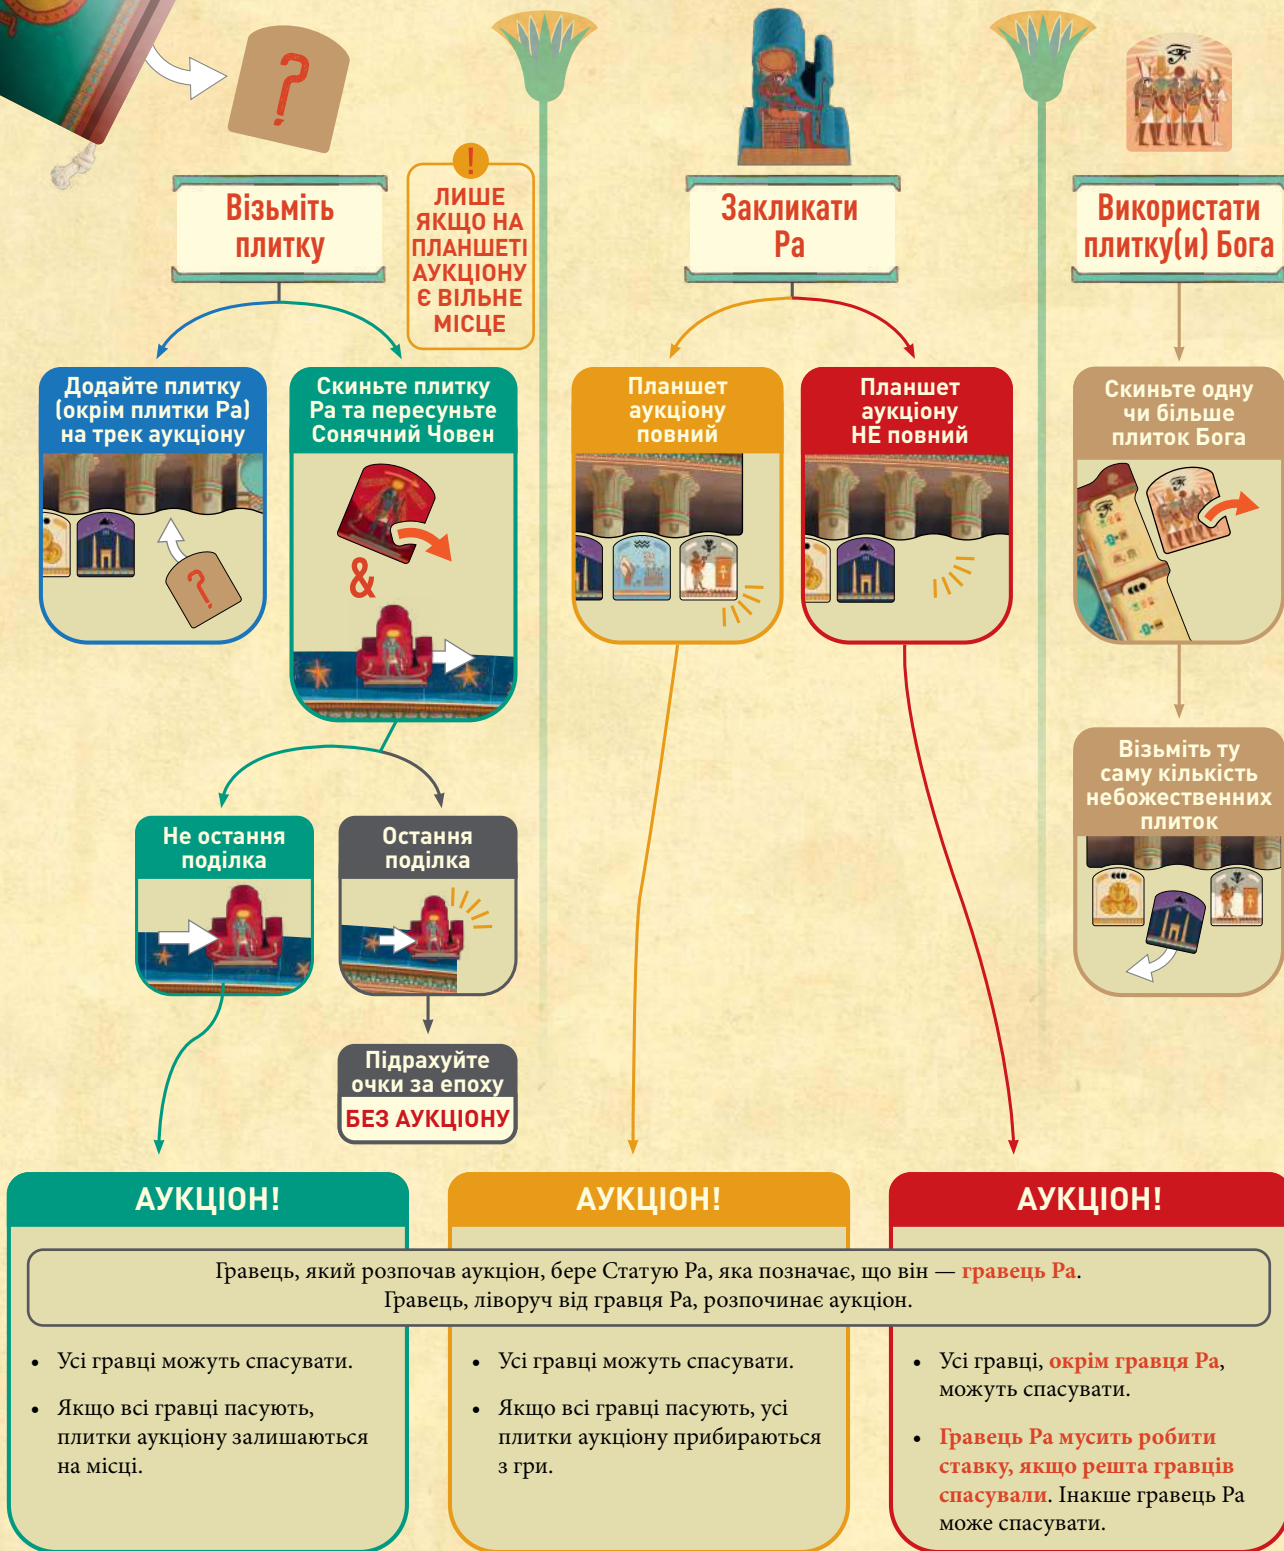 Візьміть
плитку
!
ЛИШЕ
ЯКЩО НА
ПЛАНШЕТІ
АУКЦІОНУ
Є ВІЛЬНЕ
МІСЦЕ
Закликати
Ра
Використати
плитку(и) Бога
Додайте плитку
(окрім плитки Ра)
на трек аукціону
Скиньте плитку
Ра та пересуньте
Сонячний Човен
&
Планшет
аукціону
повний
Планшет
аукціону
НЕ повний
Скиньте одну
чи більше
плиток Бога
Візьміть ту
саму кількість
небожественних
плиток
Не остання
поділка
Остання
поділка
Підрахуйте
очки за епоху
БЕЗ АУКЦІОНУ
АУКЦІОН!
АУКЦІОН!
АУКЦІОН!
Гравець, який розпочав аукціон, бере Статую Ра, яка позначає, що він — гравець Ра.
Гравець, ліворуч від гравця Ра, розпочинає аукціон.
• Усі гравці можуть спасувати.
• Якщо всі гравці пасують,
плитки аукціону залишаються
на місці.
• Усі гравці можуть спасувати.
• Якщо всі гравці пасують, усі
плитки аукціону прибираються
з гри.
• Усі гравці, окрім гравця Ра,
можуть спасувати.
• Гравець Ра мусить робити
ставку, якщо решта гравців
спасували. Інакше гравець Ра
може спасувати.